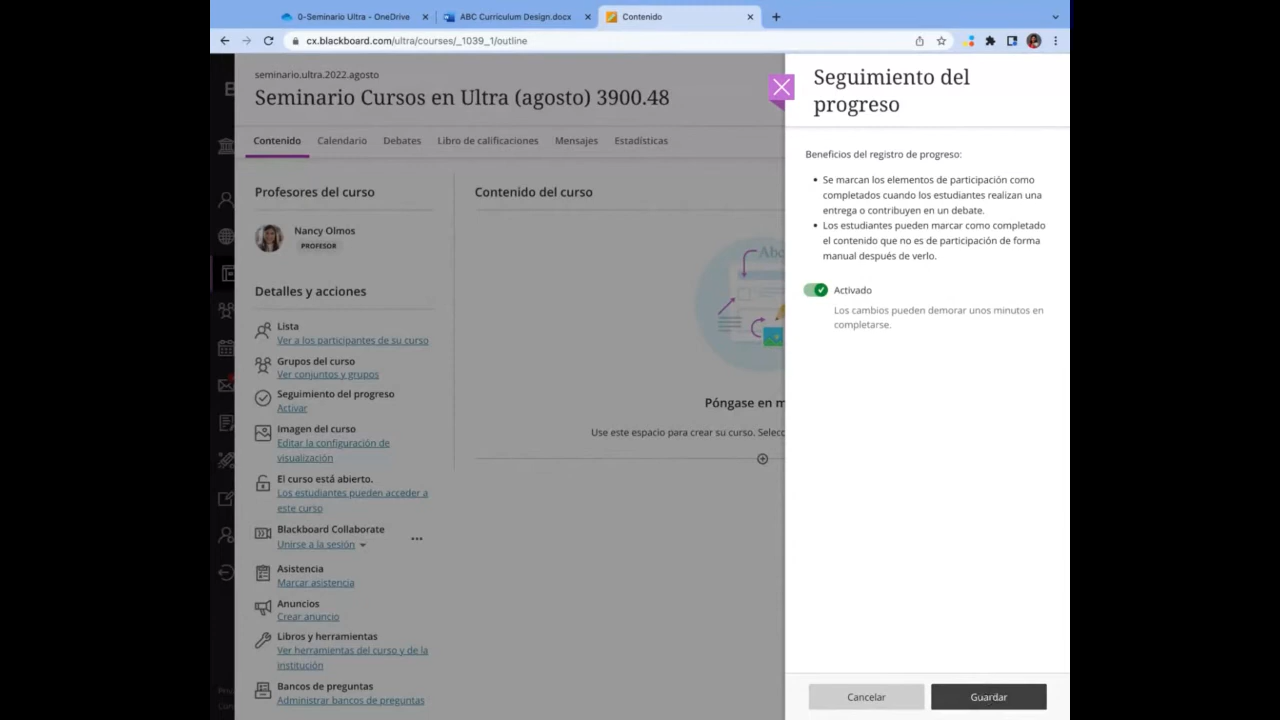 0-Seminario Ultra - OneDrive
ABC Curriculum Design.docx
Contenido
cx.blackboard.com/ultra/courses/_1039_1/outline
seminario.ultra.2022.agosto
Seminario Cursos en Ultra (agosto) 3900.48
Contenido
Calendario
Debates
Libro de calificaciones
Mensajes
Estadísticas
Profesores del curso
Nancy Olmos
PROFESOR
Detalles y acciones
Lista
Ver a los participantes de su curso
Grupos del curso
Ver conjuntos y grupos
Seguimiento del progreso
Activar
Imagen del curso
Editar la configuración de
visualización
El curso está abierto.
Los estudiantes pueden acceder a
este curso
Blackboard Collaborate
Unirse a la sesión
Asistencia
Marcar asistencia
Anuncios
Crear anuncio
Libros y herramientas
Ver herramientas del curso y de la
institución
Bancos de preguntas
Administrar bancos de preguntas
Contenido del curso
Abc
Póngase en m
Use este espacio para crear su curso. Selecc
Seguimiento del
progreso
Beneficios del registro de progreso:
• Se marcan los elementos de participación como
completados cuando los estudiantes realizan una
entrega o contribuyen en un debate.
• Los estudiantes pueden marcar como completado
el contenido que no es de participación de forma
manual después de verlo.
Activado
Los cambios pueden demorar unos minutos en
completarse.
Cancelar
Guardar